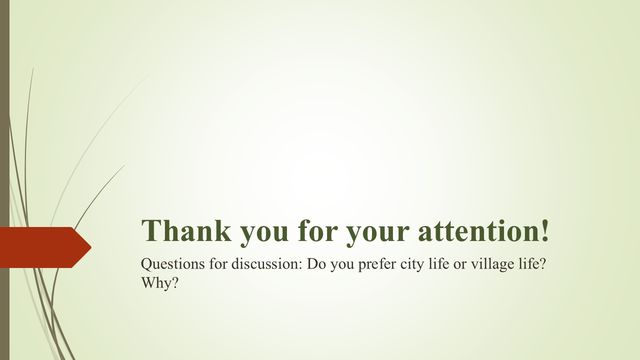 Thank you for your attention!
Questions for discussion: Do you prefer city life or village life?
Why?